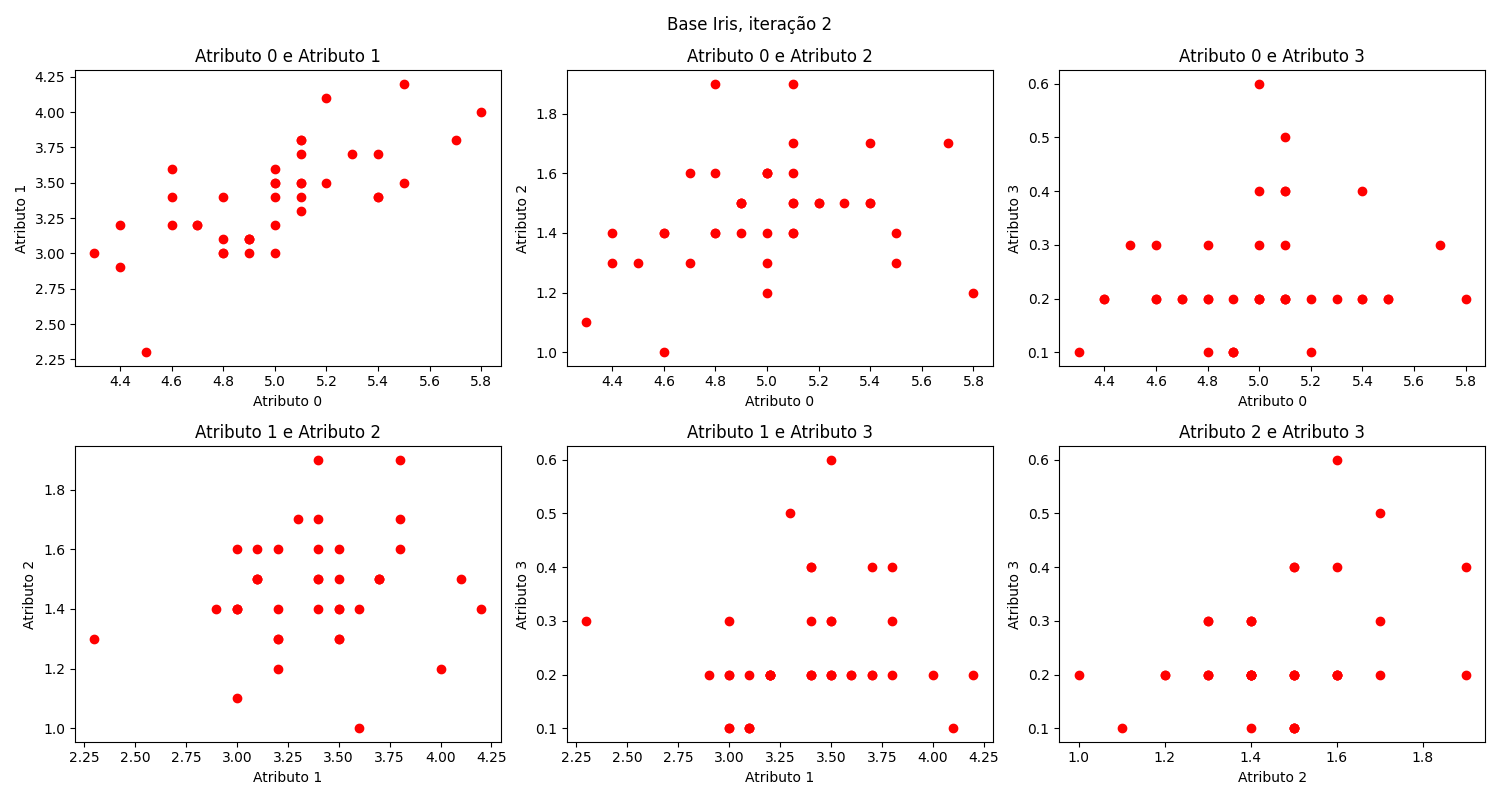 Base Iris, iteração 2
Atributo 0 e Atributo 1
Atributo 1
4.25
4.00
3.75
3.50
3.25
3.00
2.75
2.50
2.25
4.4 4.6 4.8 5.0 5.2 5.4 5.6 5.8
Atributo 0
Atributo 0 e Atributo 2
Atributo 2
1.8
1.6
1.4
1.2
1.0
4.4 4.6 4.8 5.0 5.2 5.4 5.6 5.8
Atributo 0
Atributo 0 e Atributo 3
Atributo 3
0.6
0.5
0.4
0.3
0.2
0.1
4.4 4.6 4.8 5.0 5.2 5.4 5.6 5.8
Atributo 0
Atributo 1 e Atributo 2
Atributo 2
1.8
1.6
1.4
1.2
1.0
2.25 2.50 2.75 3.00 3.25 3.50 3.75 4.00 4.25
Atributo 1
Atributo 1 e Atributo 3
Atributo 3
0.6
0.5
0.4
0.3
0.2
0.1
2.25 2.50 2.75 3.00 3.25 3.50 3.75 4.00 4.25
Atributo 1
Atributo 2 e Atributo 3
Atributo 3
0.6
0.5
0.4
0.3
0.2
0.1
1.0 1.2 1.4 1.6 1.8
Atributo 2